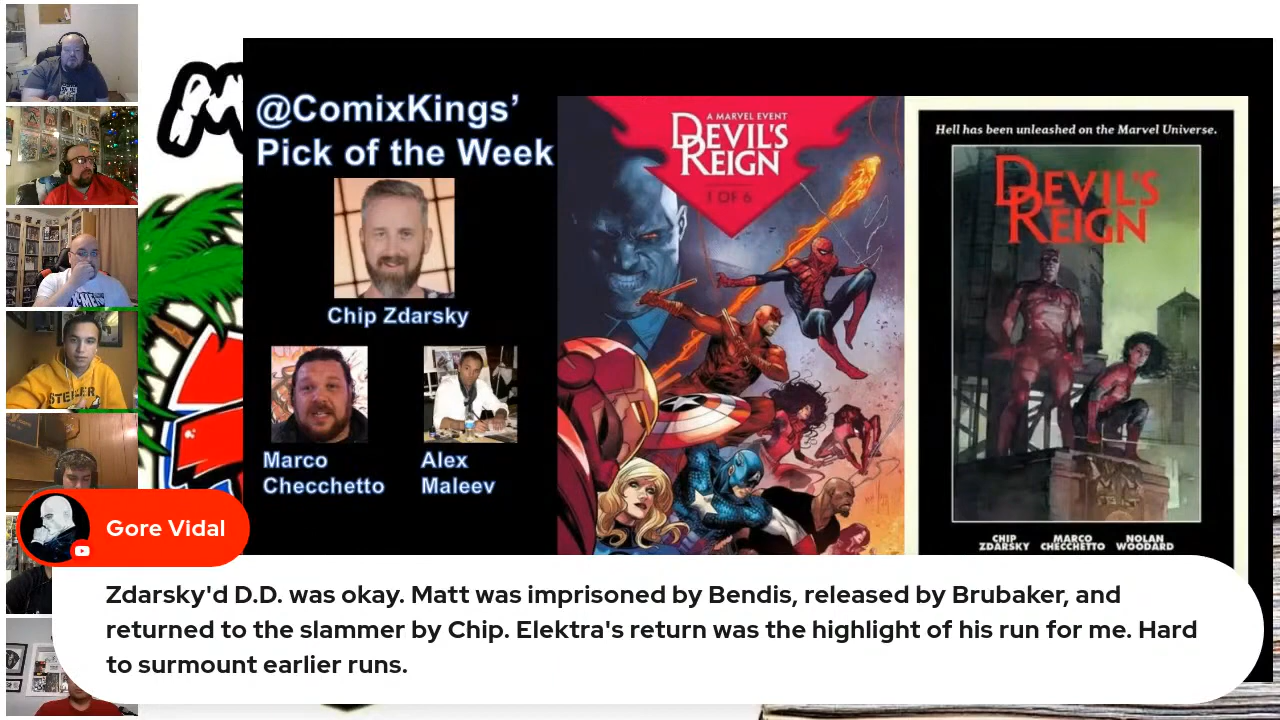 @ComixKings'
Pick of the Week
Chip Zdarsky
Marco
Checchetto
Alex
Maleev
A MARVEL EVENT
DEVIL'S
REIGN
1 OF 6
Hell has been unleashed on the Marvel Universe.
DEVIL'S
REIGN
CHIP
ZDARSKY
MARCO
CHECCHETTO
NOLAN
WOODARD
Gore Vidal
Zdarsky'd D.D. was okay. Matt was imprisoned by Bendis, released by Brubaker, and
returned to the slammer by Chip. Elektra's return was the highlight of his run for me. Hard
to surmount earlier runs.